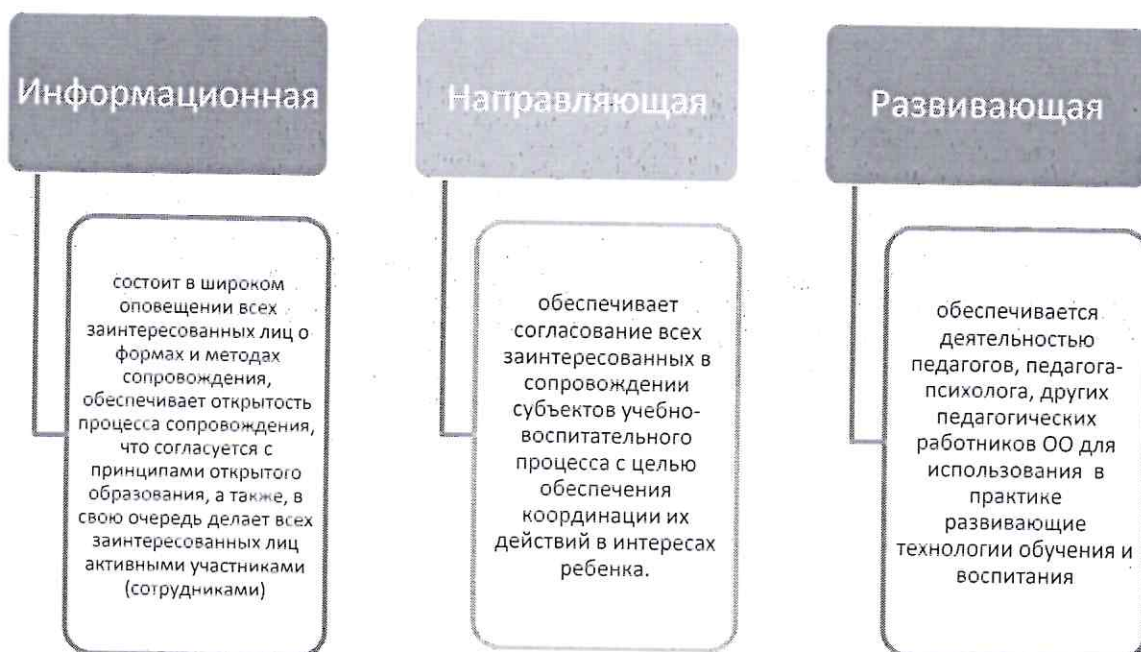 Информационная
состоит в широком
оповещении всех
заинтересованных лиц о
формах и методах
сопровождения,
обеспечивает открытость
процесса сопровождения,
что согласуется с
принципами открытого
образования, а также, в
свою очередь делает всех
заинтересованных лиц
активными участниками
(сотрудниками)
Направляющая
обеспечивает
согласование всех
заинтересованных в
сопровождении
субъектов учебно-
воспитательного
процесса с целью
обеспечения
координации их
действий в интересах
ребенка.
Развивающая
обеспечивается
деятельностью
педагогов, педагога-
психолога, других
педагогических
работников ОО для
использования в
практике
развивающие
технологии обучения и
воспитания